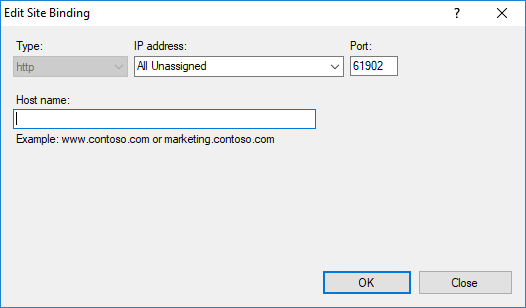 Edit Site Binding
?
Type: IP address: Port:
http All Unassigned 61902
Host name:
Example: www.contoso.com or marketing.contoso.com
OK Close